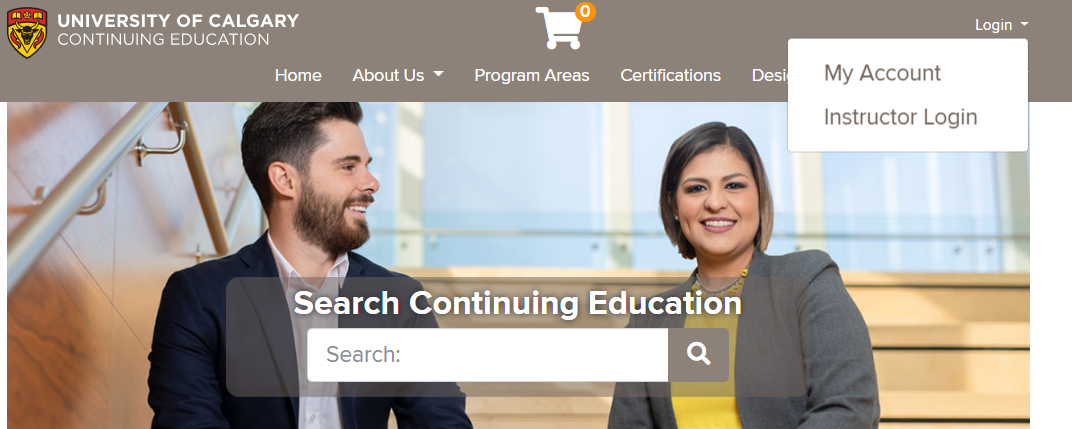 UNIVERSITY OF CALGARY
CONTINUING EDUCATION
0
Login
Home About Us Program Areas Certifications
My Account
Instructor Login
Search Continuing Education
Search: